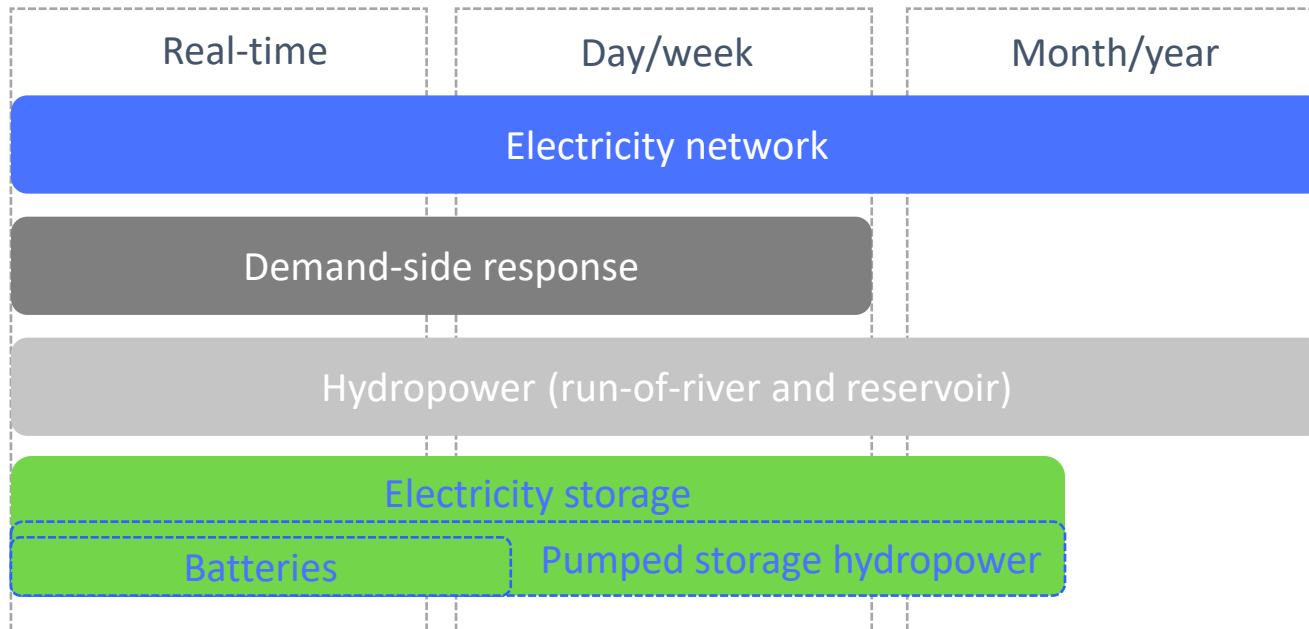 Real-time
Day/week
Month/year
Electricity network
Demand-side response
Hydropower (run-of-river and reservoir)
Electricity storage
Batteries
Pumped storage hydropower